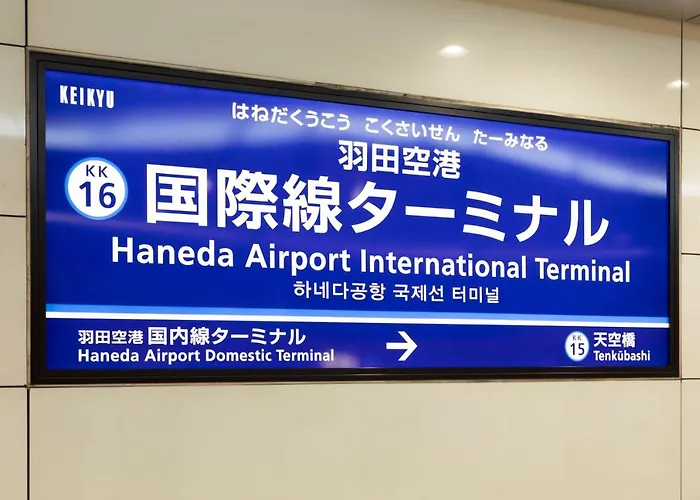 KEIKYU
はねだくうこう こくさいせん たーみなる
羽田空港
KK
16
国際線ターミナル
Haneda Airport International Terminal
하네다공항 국제선 터미널
羽田空港 国内線ターミナル
Haneda Airport Domestic Terminal
→
KK
15
天空橋
Tenkūbashi